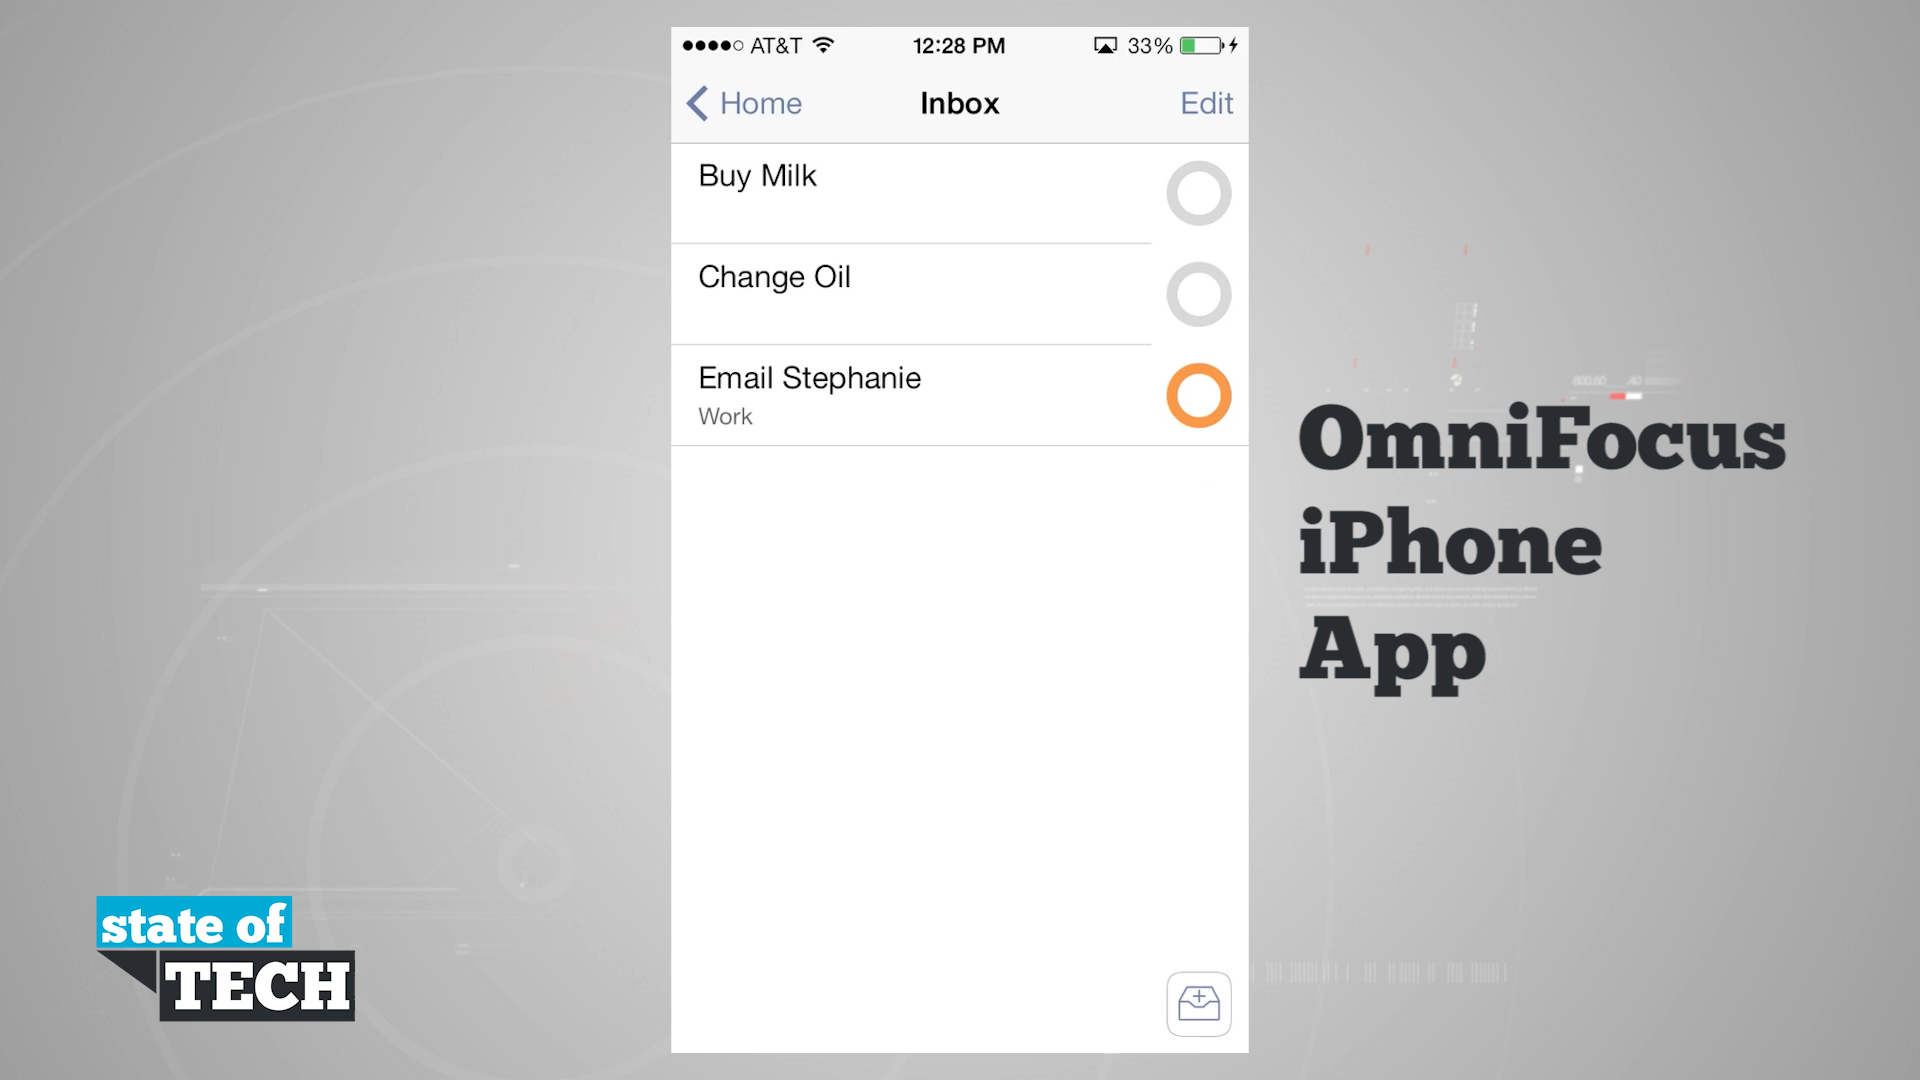 AT&T 12:28 PM 33%
Home Inbox Edit
Buy Milk
Change Oil
Email Stephanie
Work
OmniFocus
iPhone
App
state of
TECH